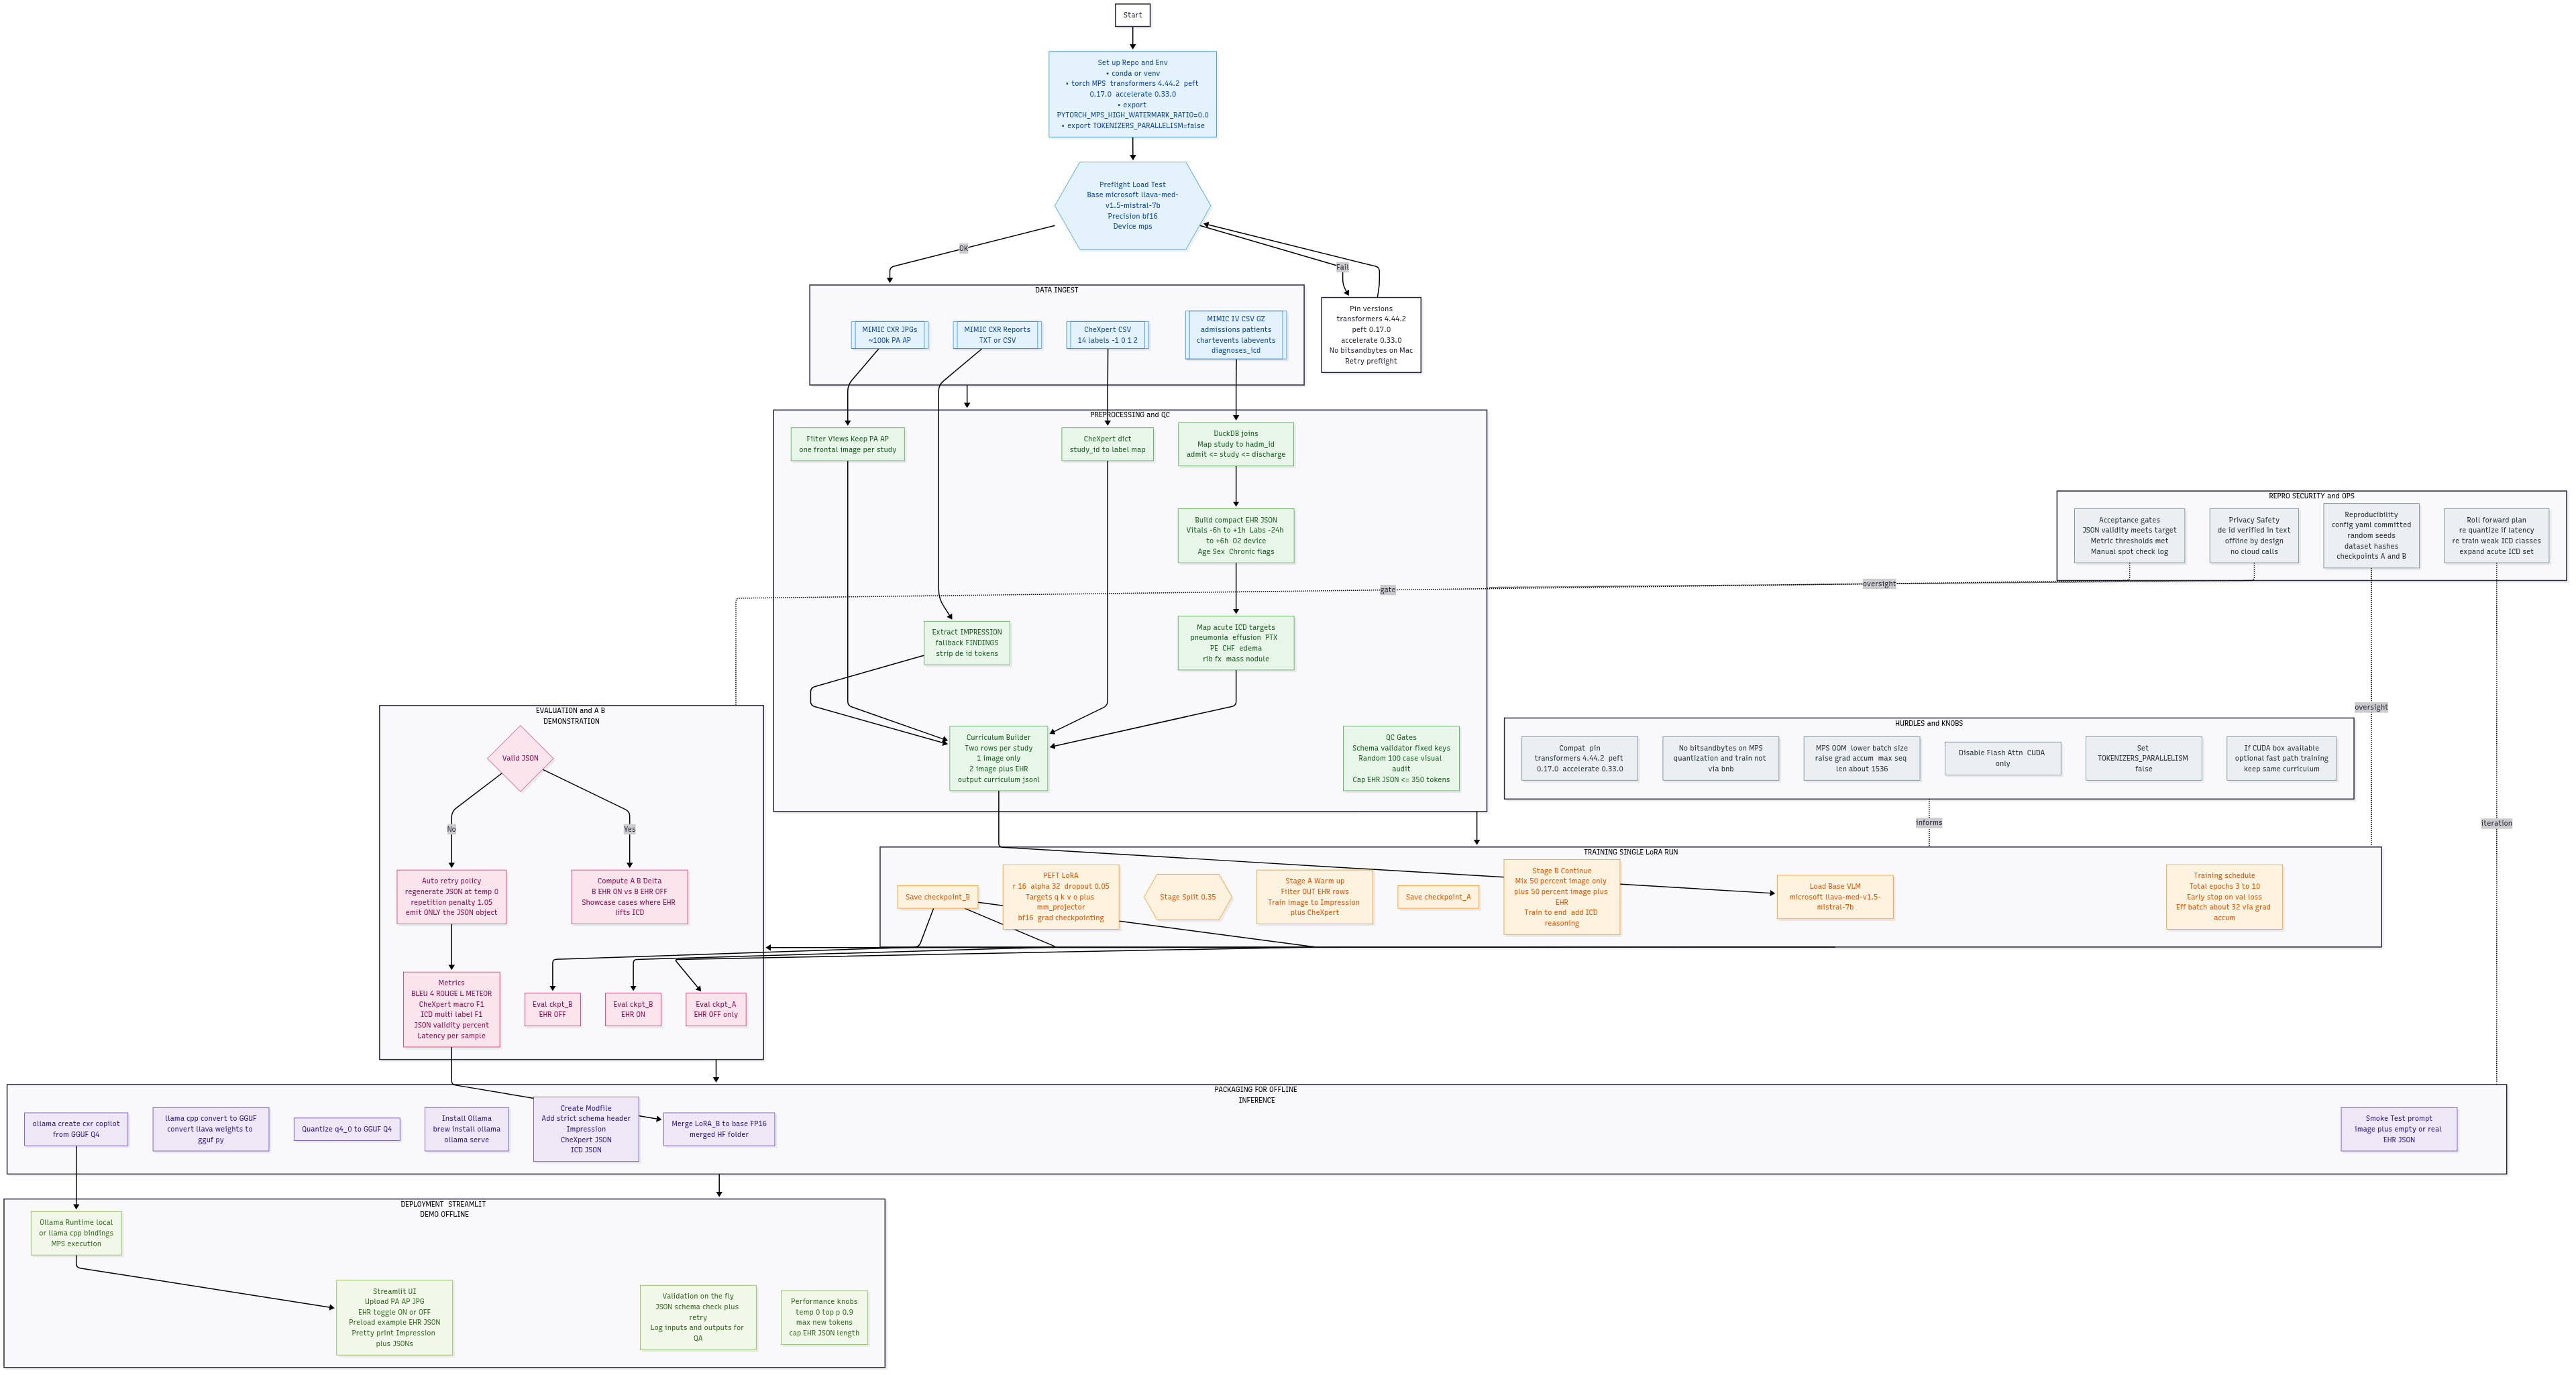 Start
Set up Repo and Env
• conda or venv
• torch MPS transformers 4.44.2 peft
0.17.0 accelerate 0.33.0
• export
PYTORCH_MPS_HIGH_WATERMARK_RATIO=0.0
• export TOKENIZERS_PARALLELISM=false
Preflight Load Test
Base microsoft llava-med-
v1.5-mistral-7b
Precision bf16
Device mps
OK
Fail
Pin versions
transformers 4.44.2
peft 0.17.0
accelerate 0.33.0
No bitsandbytes on Mac
Retry preflight
DATA INGEST
MIMIC CXR JPGs
≈100k PA AP
MIMIC CXR Reports
TXT or CSV
CheXpert CSV
14 labels -1 0 1 2
MIMIC IV CSV GZ
admissions patients
chartevents labevents
diagnoses_icd
PREPROCESSING and QC
Filter Views Keep PA AP
one frontal image per study
CheXpert dict
study_id to label map
DuckDB joins
Map study to hadm_id
admit <= study <= discharge
Build compact EHR JSON
Vitals -6h to +1h Labs -24h
to +6h O2 device
Age Sex Chronic flags
Extract IMPRESSION
fallback FINDINGS
strip de id tokens
Map acute ICD targets
pneumonia effusion PTX
PE CHF edema
rib fx mass nodule
Curriculum Builder
Two rows per study
1 image only
2 image plus EHR
output curriculum jsonl
QC Gates
Schema validator fixed keys
Random 100 case visual
audit
Cap EHR JSON <= 350 tokens
REPRO SECURITY and OPS
Acceptance gates
JSON validity meets target
Metric thresholds met
Manual spot check log
Privacy Safety
de id verified in text
offline by design
no cloud calls
Reproducibility
config yaml committed
random seeds
dataset hashes
checkpoints A and B
Roll forward plan
re quantize if latency
re train weak ICD classes
expand acute ICD set
gate
oversight
oversight
iteration
HURDLES and KNOBS
Compat pin
transformers 4.44.2 peft
0.17.0 accelerate 0.33.0
No bitsandbytes on MPS
quantization and train not
via bnb
MPS OOM lower batch size
raise grad accum max seq
len about 1536
Disable Flash Attn CUDA
only
Set
TOKENIZERS_PARALLELISM
false
If CUDA box available
optional fast path training
keep same curriculum
informs
EVALUATION and A B
DEMONSTRATION
Valid JSON
No
Yes
Auto retry policy
regenerate JSON at temp 0
repetition penalty 1.05
emit ONLY the JSON object
Compute A B Delta
B EHR ON vs B EHR OFF
Showcase cases where EHR
lifts ICD
Metrics
BLEU 4 ROUGE L METEOR
CheXpert macro F1
ICD multi label F1
JSON validity percent
Latency per sample
Eval ckpt_B
EHR OFF
Eval ckpt_B
EHR ON
Eval ckpt_A
EHR OFF only
TRAINING SINGLE LoRA RUN
Save checkpoint_B
PEFT LoRA
r 16 alpha 32 dropout 0.05
Targets q k v o plus
mm_projector
bf16 grad checkpointing
Stage Split 0.35
Stage A Warm up
Filter OUT EHR rows
Train image to Impression
plus CheXpert
Save checkpoint_A
Stage B Continue
Mix 50 percent image only
plus 50 percent image plus
EHR
Train to end add ICD
reasoning
Load Base VLM
microsoft llava-med-v1.5-
mistral-7b
Training schedule
Total epochs 3 to 10
Early stop on val loss
Eff batch about 32 via grad
accum
PACKAGING FOR OFFLINE
INFERENCE
ollama create cxr copilot
from GGUF Q4
llama cpp convert to GGUF
convert llava weights to
gguf py
Quantize q4_0 to GGUF Q4
Install Ollama
brew install ollama
ollama serve
Create Modfile
Add strict schema header
Impression
CheXpert JSON
ICD JSON
Merge LoRA_B to base FP16
merged HF folder
Smoke Test prompt
image plus empty or real
EHR JSON
DEPLOYMENT STREAMLIT
DEMO OFFLINE
Ollama Runtime local
or llama cpp bindings
MPS execution
Streamlit UI
Upload PA AP JPG
EHR toggle ON or OFF
Preload example EHR JSON
Pretty print Impression
plus JSONs
Validation on the fly
JSON schema check plus
retry
Log inputs and outputs for
QA
Performance knobs
temp 0 top p 0.9
max new tokens
cap EHR JSON length